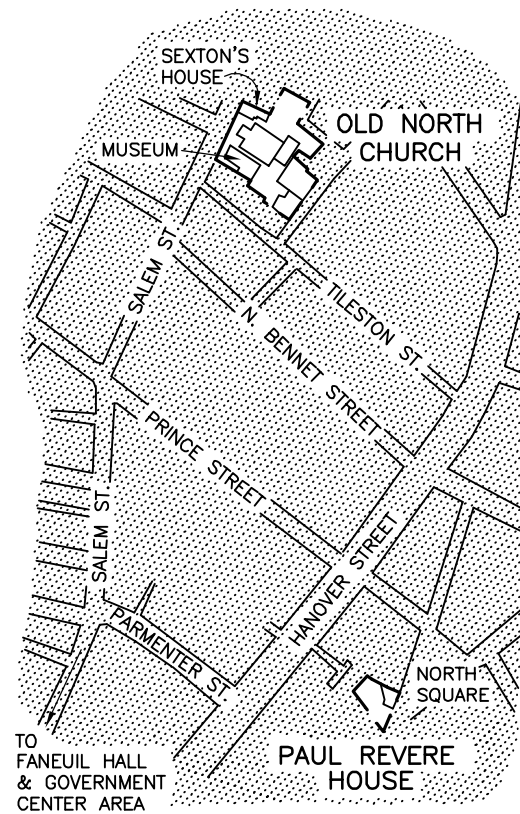 SEXTON'S
HOUSE
MUSEUM
OLD NORTH
CHURCH
SALEM ST.
TILESTON ST.
N. BENNET STREET
PRINCE STREET
SALEM ST.
HANOVER STREET
PARMENTER ST.
NORTH
SQUARE
TO
FANEUIL HALL
& GOVERNMENT
CENTER AREA
PAUL REVERE
HOUSE